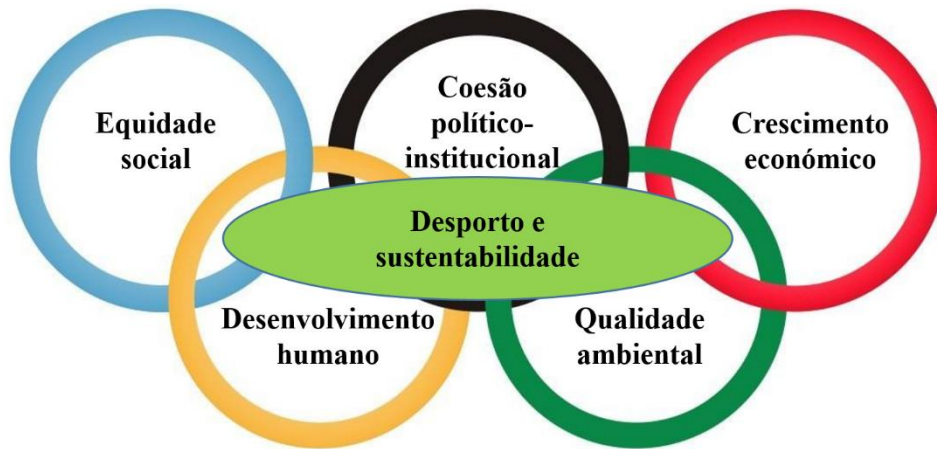 Equidade
social
Coesão
político-
institucional
Crescimento
económico
Desporto e
sustentabilidade
Desenvolvimento
humano
Qualidade
ambiental